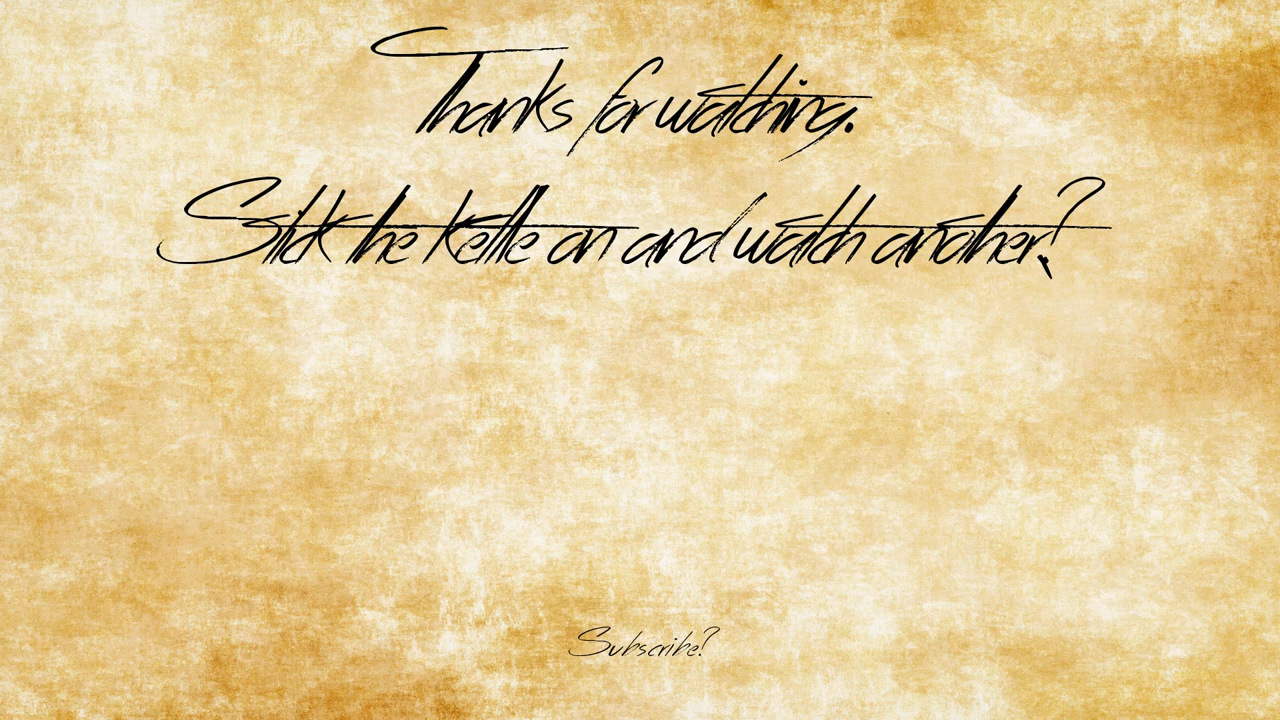 Thanks for watching.
Stick the kettle on and watch another?
Subscribe?